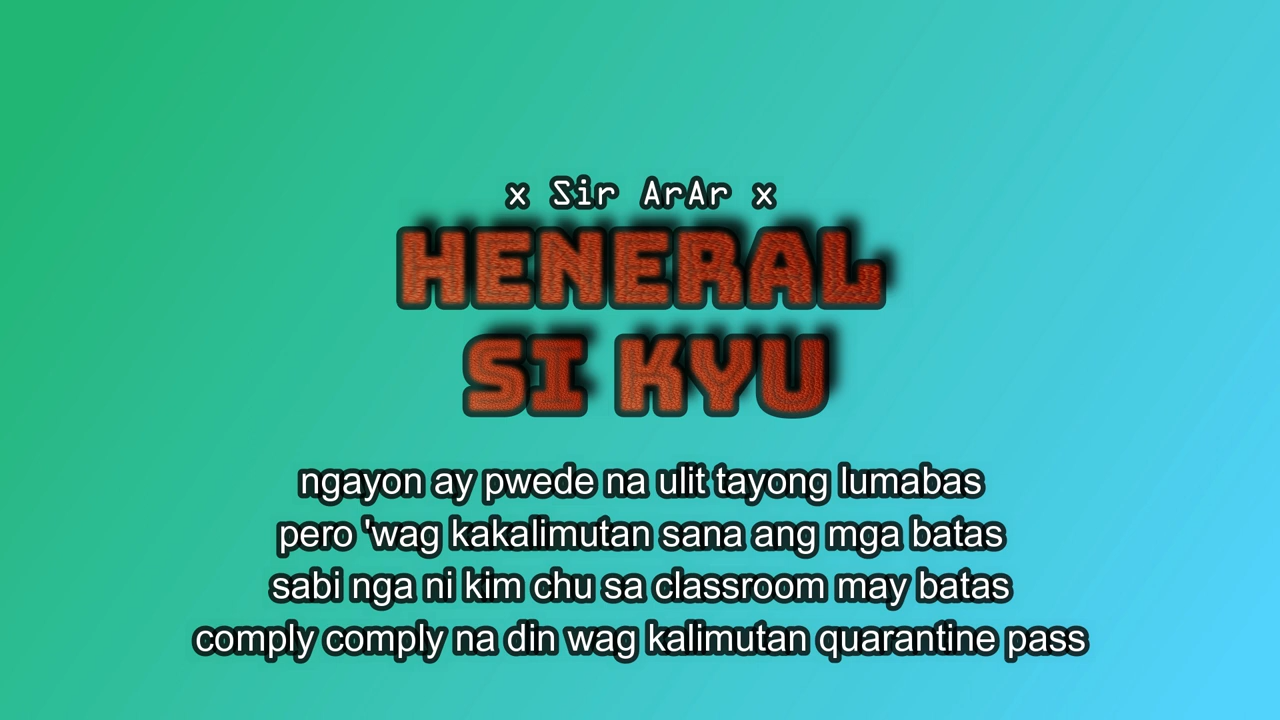 x Sir ArAr x
HENERAL
SI KYU
ngayon ay pwede na ulit tayong lumabas
pero 'wag kakalimutan sana ang mga batas
sabi nga ni kim chu sa classroom may batas
comply comply na din wag kalimutan quarantine pass